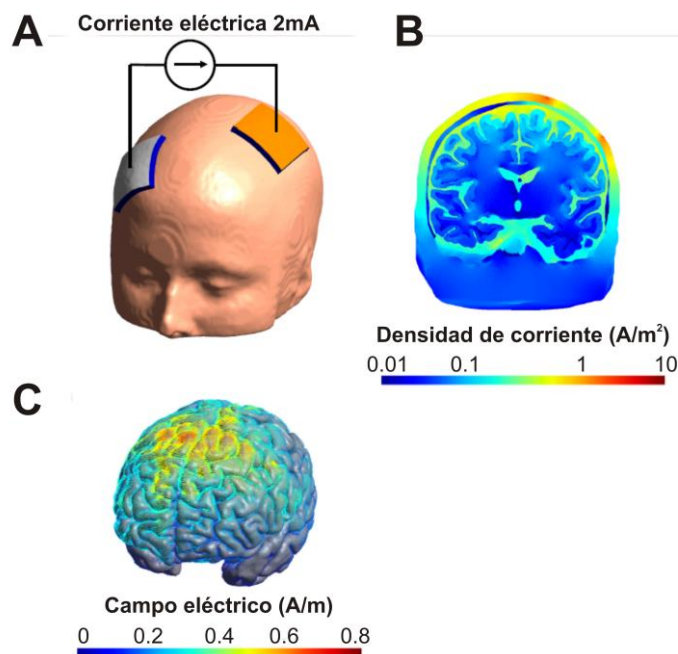 A
Corriente eléctrica 2mA
B
Densidad de corriente (A/m²)
0.01 0.1 1 10
C
Campo eléctrico (A/m)
0 0.2 0.4 0.6 0.8